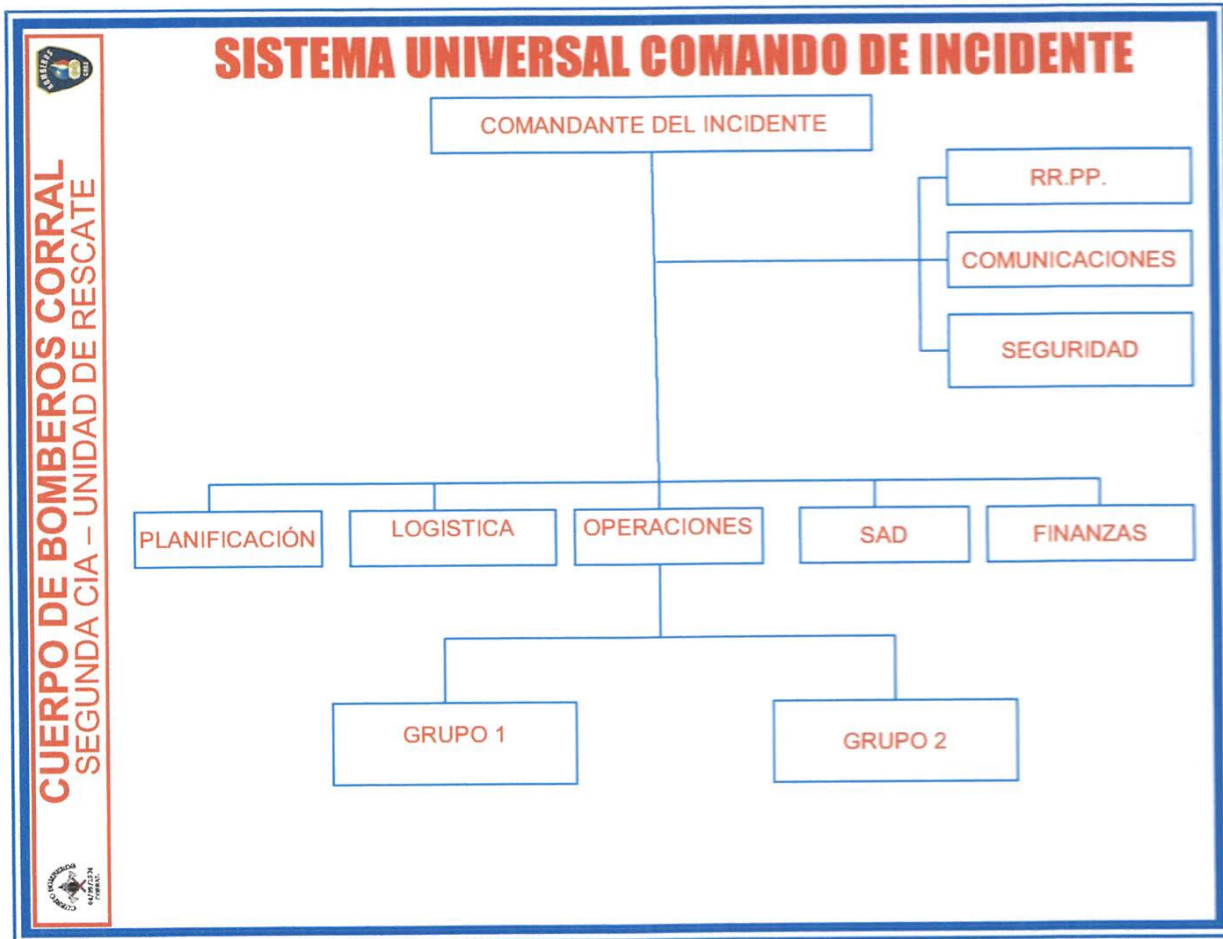 SISTEMA UNIVERSAL COMANDO DE INCIDENTE
CUERPO DE BOMBEROS CORRAL
SEGUNDA CIA – UNIDAD DE RESCATE
BOMBEROS
COMANDANTE DEL INCIDENTE
RR.PP.
COMUNICACIONES
SEGURIDAD
PLANIFICACIÓN
LOGISTICA
OPERACIONES
SAD
FINANZAS
GRUPO 1
GRUPO 2